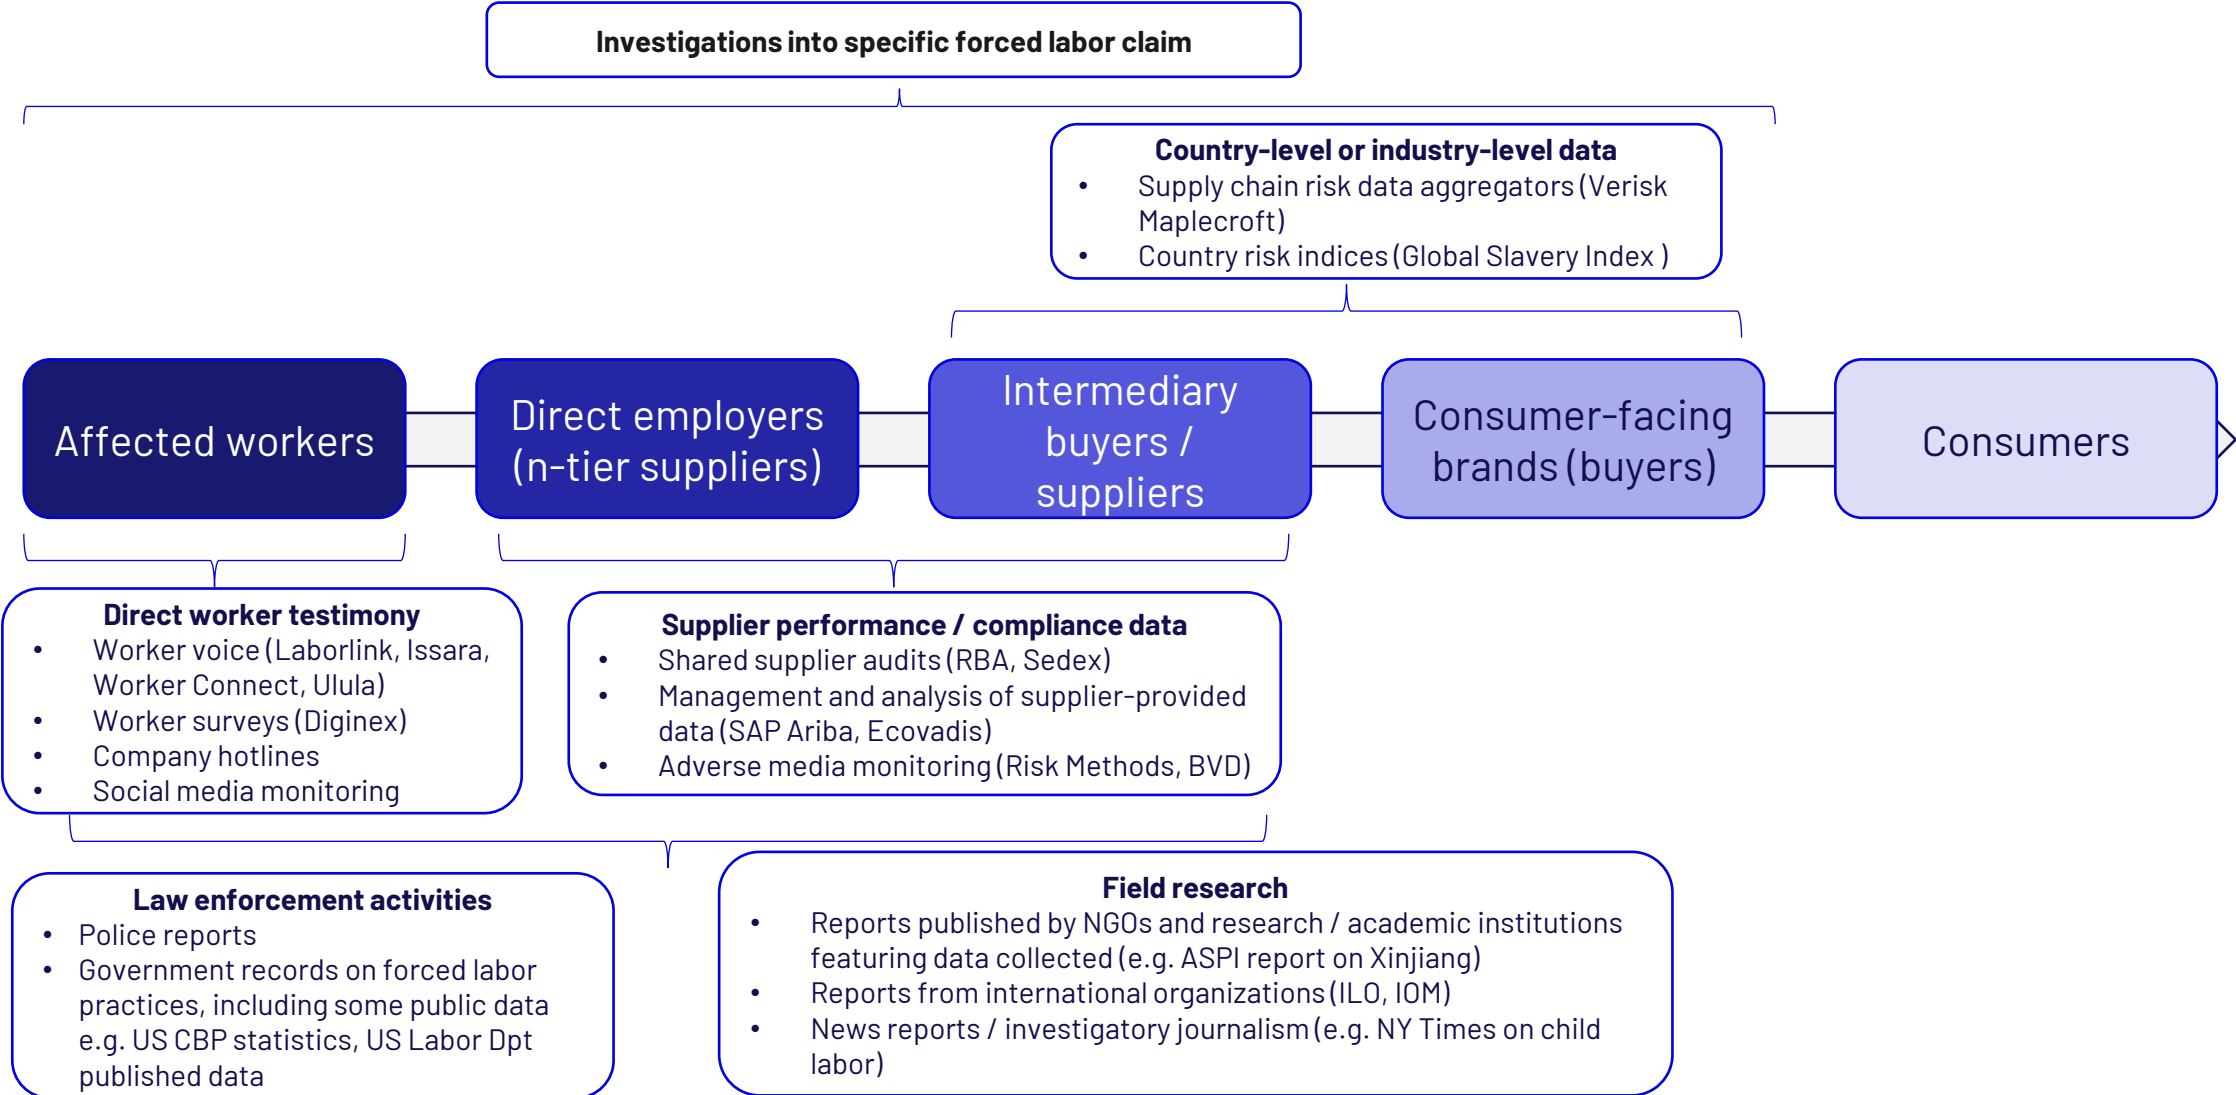 Investigations into specific forced labor claim
Country-level or industry-level data
• Supply chain risk data aggregators (Verisk
Maplecroft)
• Country risk indices (Global Slavery Index )
Affected workers
Direct employers
(n-tier suppliers)
Intermediary
buyers /
suppliers
Consumer-facing
brands (buyers)
Consumers
Direct worker testimony
• Worker voice (Laborlink, Issara,
Worker Connect, Ulula)
• Worker surveys (Diginex)
• Company hotlines
• Social media monitoring
Supplier performance / compliance data
• Shared supplier audits (RBA, Sedex)
• Management and analysis of supplier-provided
data (SAP Ariba, Ecovadis)
• Adverse media monitoring (Risk Methods, BVD)
Law enforcement activities
• Police reports
• Government records on forced labor
practices, including some public data
e.g. US CBP statistics, US Labor Dpt
published data
Field research
• Reports published by NGOs and research / academic institutions
featuring data collected (e.g. ASPI report on Xinjiang)
• Reports from international organizations (ILO, IOM)
• News reports / investigatory journalism (e.g. NY Times on child
labor)